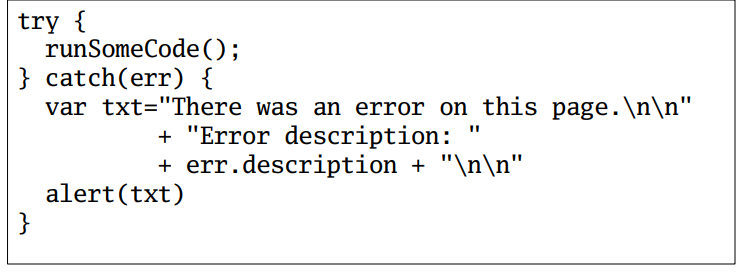 try {
  runSomeCode();
} catch(err) {
  var txt="There was an error on this page.\n\n"
          + "Error description: "
          + err.description + "\n\n"
  alert(txt)
}